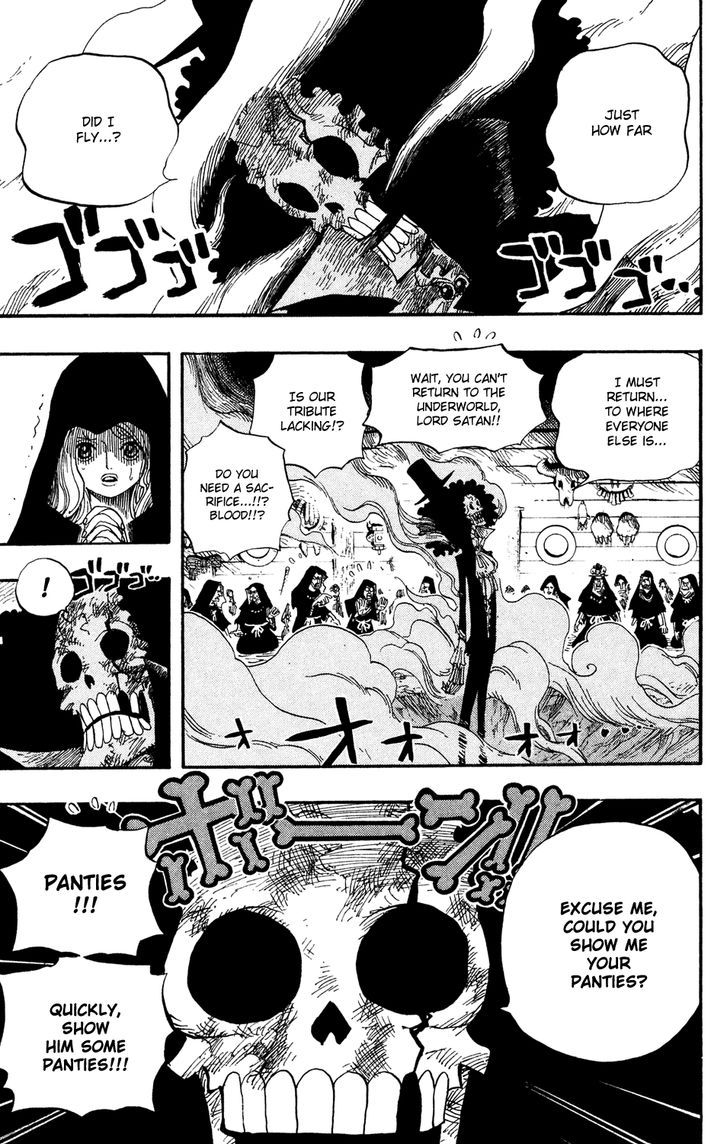 JUST
HOW FAR
DID I
FLY...?
ゴゴゴ...
ゴゴゴ
I MUST
RETURN...
TO WHERE
EVERYONE
ELSE IS...
WAIT, YOU CAN'T
RETURN TO THE
UNDERWORLD,
LORD SATAN!!
IS OUR
TRIBUTE
LACKING!?
DO YOU
NEED A SAC-
RIFICE...!!?
BLOOD!!?
オオオオオ...
!
ゴゴゴゴ...
EXCUSE ME,
COULD YOU
SHOW ME
YOUR
PANTIES?
PANTIES
!!!
QUICKLY,
SHOW
HIM SOME
PANTIES!!!